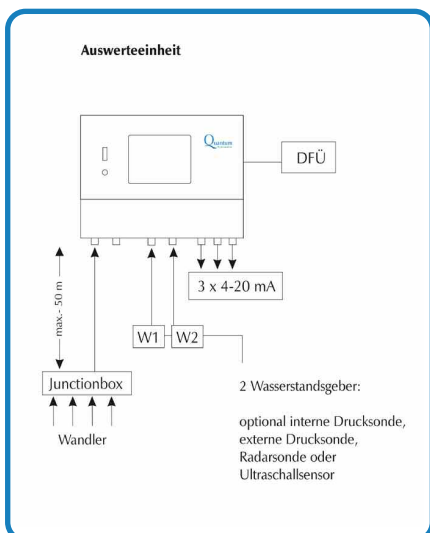 Auswerteeinheit
Quantum
DFÜ
3 x 4-20 mA
max.- 50 m
W1 W2
Junctionbox
Wandler
2 Wasserstandsgeber:
optional interne Drucksonde,
externe Drucksonde,
Radarsonde oder
Ultraschallsensor